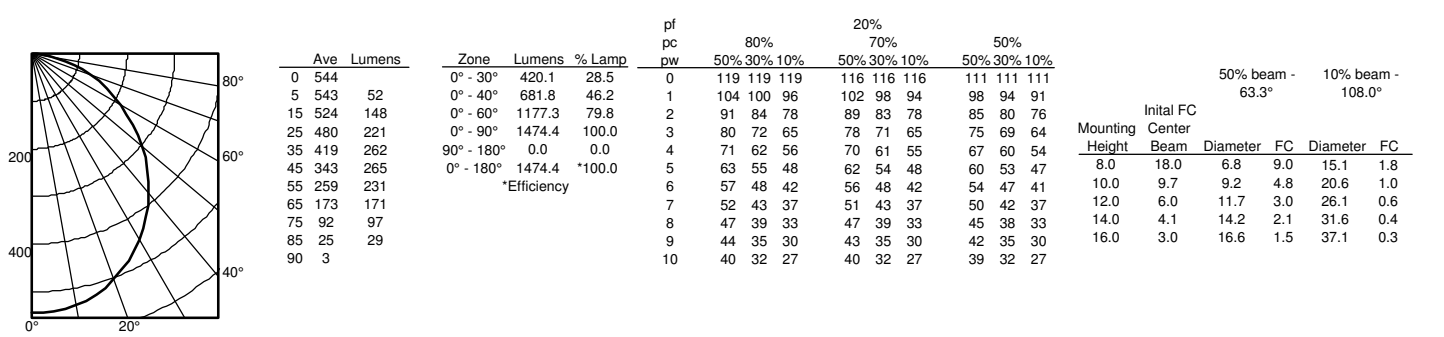 200
400
0°
20°
40°
60°
80°
Ave Lumens
0 544
5 543 52
15 524 148
25 480 221
35 419 262
45 343 265
55 259 231
65 173 171
75 92 97
85 25 29
90 3
Zone Lumens % Lamp
0° - 30° 420.1 28.5
0° - 40° 681.8 46.2
0° - 60° 1177.3 79.8
0° - 90° 1474.4 100.0
90° - 180° 0.0 0.0
0° - 180° 1474.4 *100.0
*Efficiency
pf 20%
pc 80% 70% 50%
pw 50% 30% 10% 50% 30% 10% 50% 30% 10%
0 119 119 119 116 116 116 111 111 111
1 104 100 96 102 98 94 98 94 91
2 91 84 78 89 83 78 85 80 76
3 80 72 65 78 71 65 75 69 64
4 71 62 56 70 61 55 67 60 54
5 63 55 48 62 54 48 60 53 47
6 57 48 42 56 48 42 54 47 41
7 52 43 37 51 43 37 50 42 37
8 47 39 33 47 39 33 45 38 33
9 44 35 30 43 35 30 42 35 30
10 40 32 27 40 32 27 39 32 27
50% beam - 10% beam -
63.3° 108.0°
Inital FC
Mounting Center
Height Beam Diameter FC Diameter FC
8.0 18.0 6.8 9.0 15.1 1.8
10.0 9.7 9.2 4.8 20.6 1.0
12.0 6.0 11.7 3.0 26.1 0.6
14.0 4.1 14.2 2.1 31.6 0.4
16.0 3.0 16.6 1.5 37.1 0.3